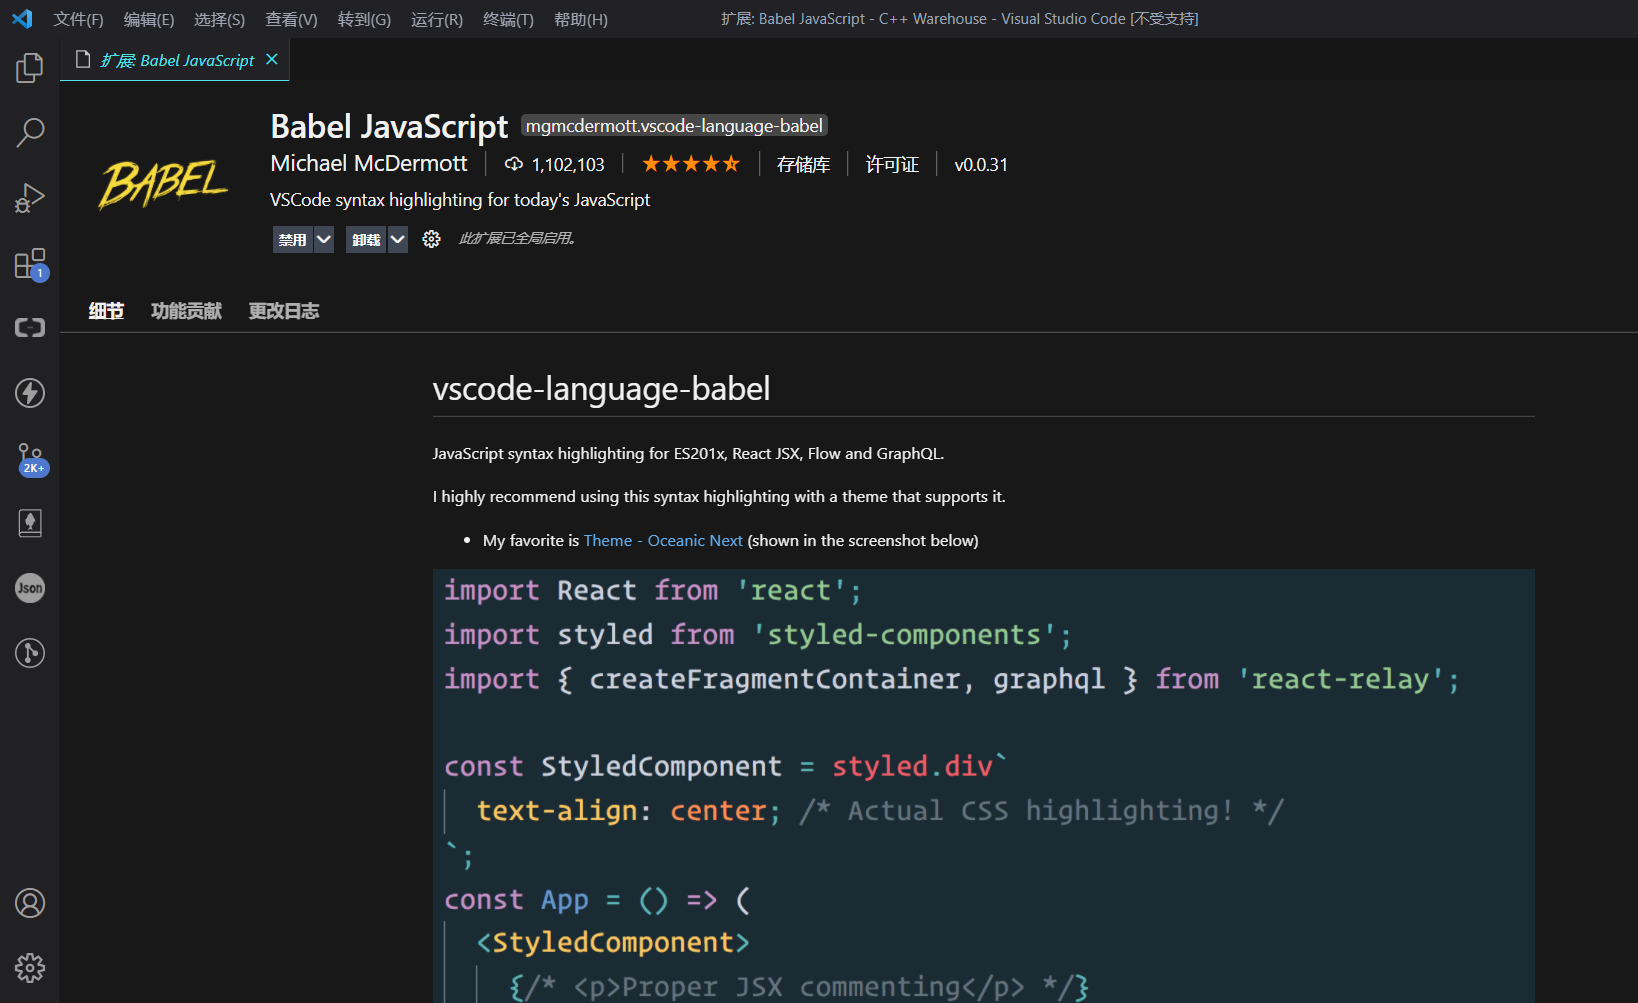 文件(F) 编辑(E) 选择(S) 查看(V) 转到(G) 运行(R) 终端(T) 帮助(H) 扩展: Babel JavaScript - C++ Warehouse - Visual Studio Code [不受支持]
扩展: Babel JavaScript
BABEL
Babel JavaScript mgmcdermott.vscode-language-babel
Michael McDermott 1,102,103 存储库 许可证 v0.0.31
VSCode syntax highlighting for today's JavaScript
禁用 卸载 此扩展已全局启用。
1
细节 功能贡献 更改日志
vscode-language-babel
JavaScript syntax highlighting for ES201x, React JSX, Flow and GraphQL.
2K+
I highly recommend using this syntax highlighting with a theme that supports it.
• My favorite is Theme - Oceanic Next (shown in the screenshot below)
Json
import React from 'react';
import styled from 'styled-components';
import { createFragmentContainer, graphql } from 'react-relay';
const StyledComponent = styled.div`
text-align: center; /* Actual CSS highlighting! */
`;
const App = () => (
<StyledComponent>
{/* <p>Proper JSX commenting</p> */}